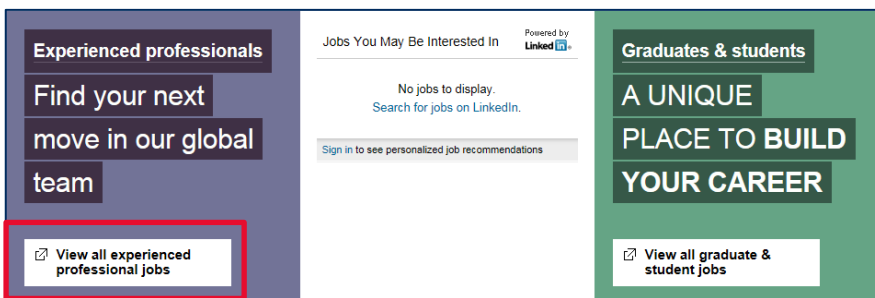 Experienced professionals
Find your next
move in our global
team
View all experienced
professional jobs
Jobs You May Be Interested In
Powered by
Linked in
No jobs to display.
Search for jobs on LinkedIn.
Sign in to see personalized job recommendations
Graduates & students
A UNIQUE
PLACE TO BUILD
YOUR CAREER
View all graduate &
student jobs